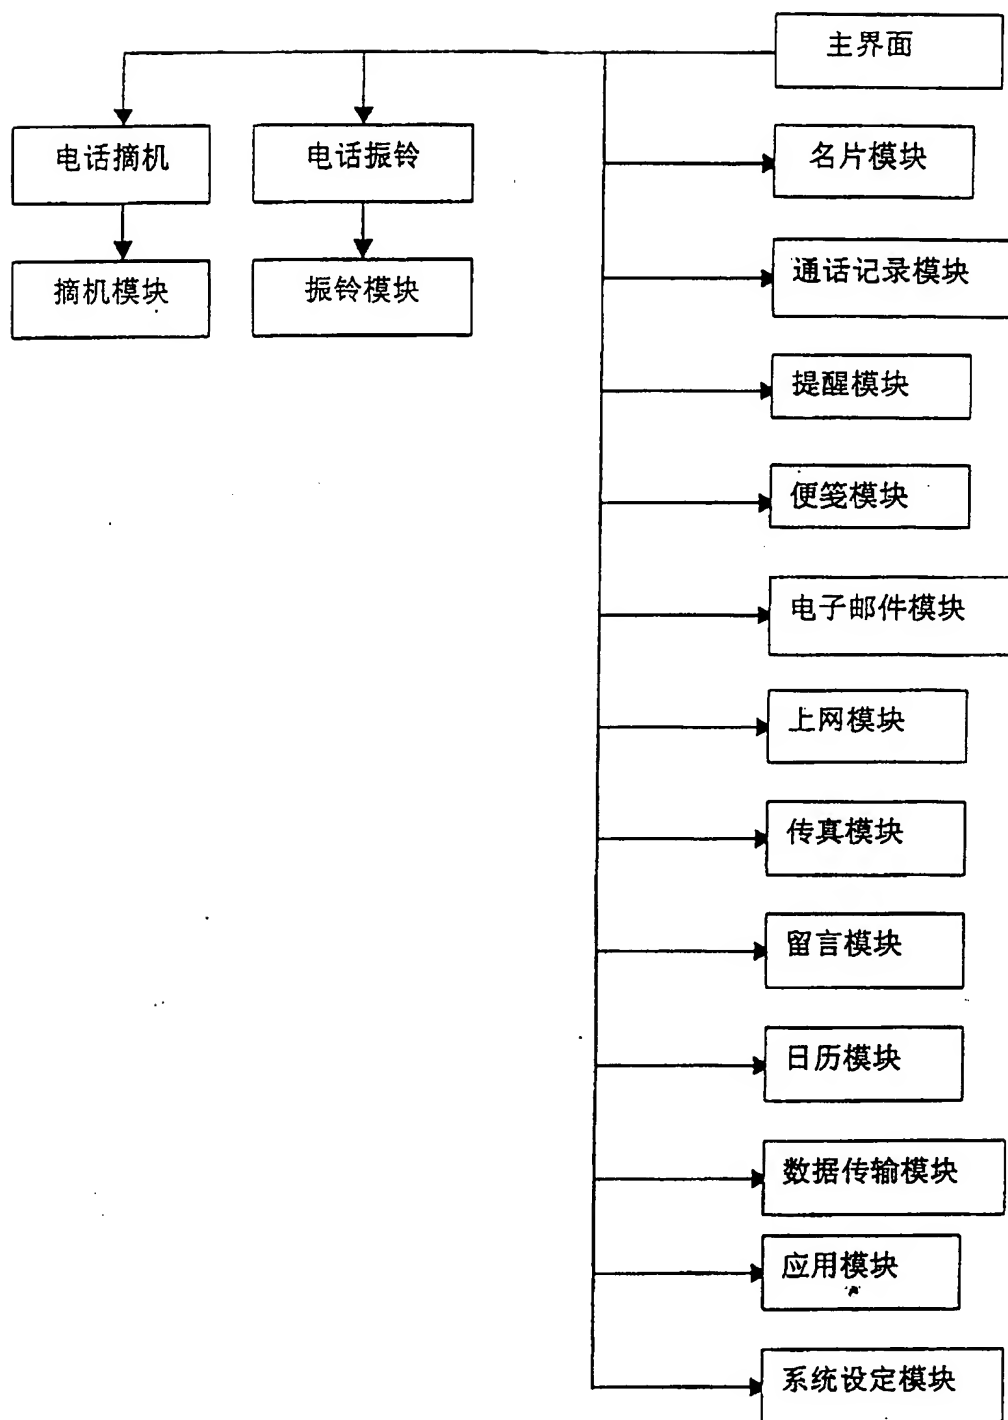 主界面
电话摘机
电话振铃
名片模块
摘机模块
振铃模块
通话记录模块
提醒模块
便笺模块
电子邮件模块
上网模块
传真模块
留言模块
日历模块
数据传输模块
应用模块
系统设定模块